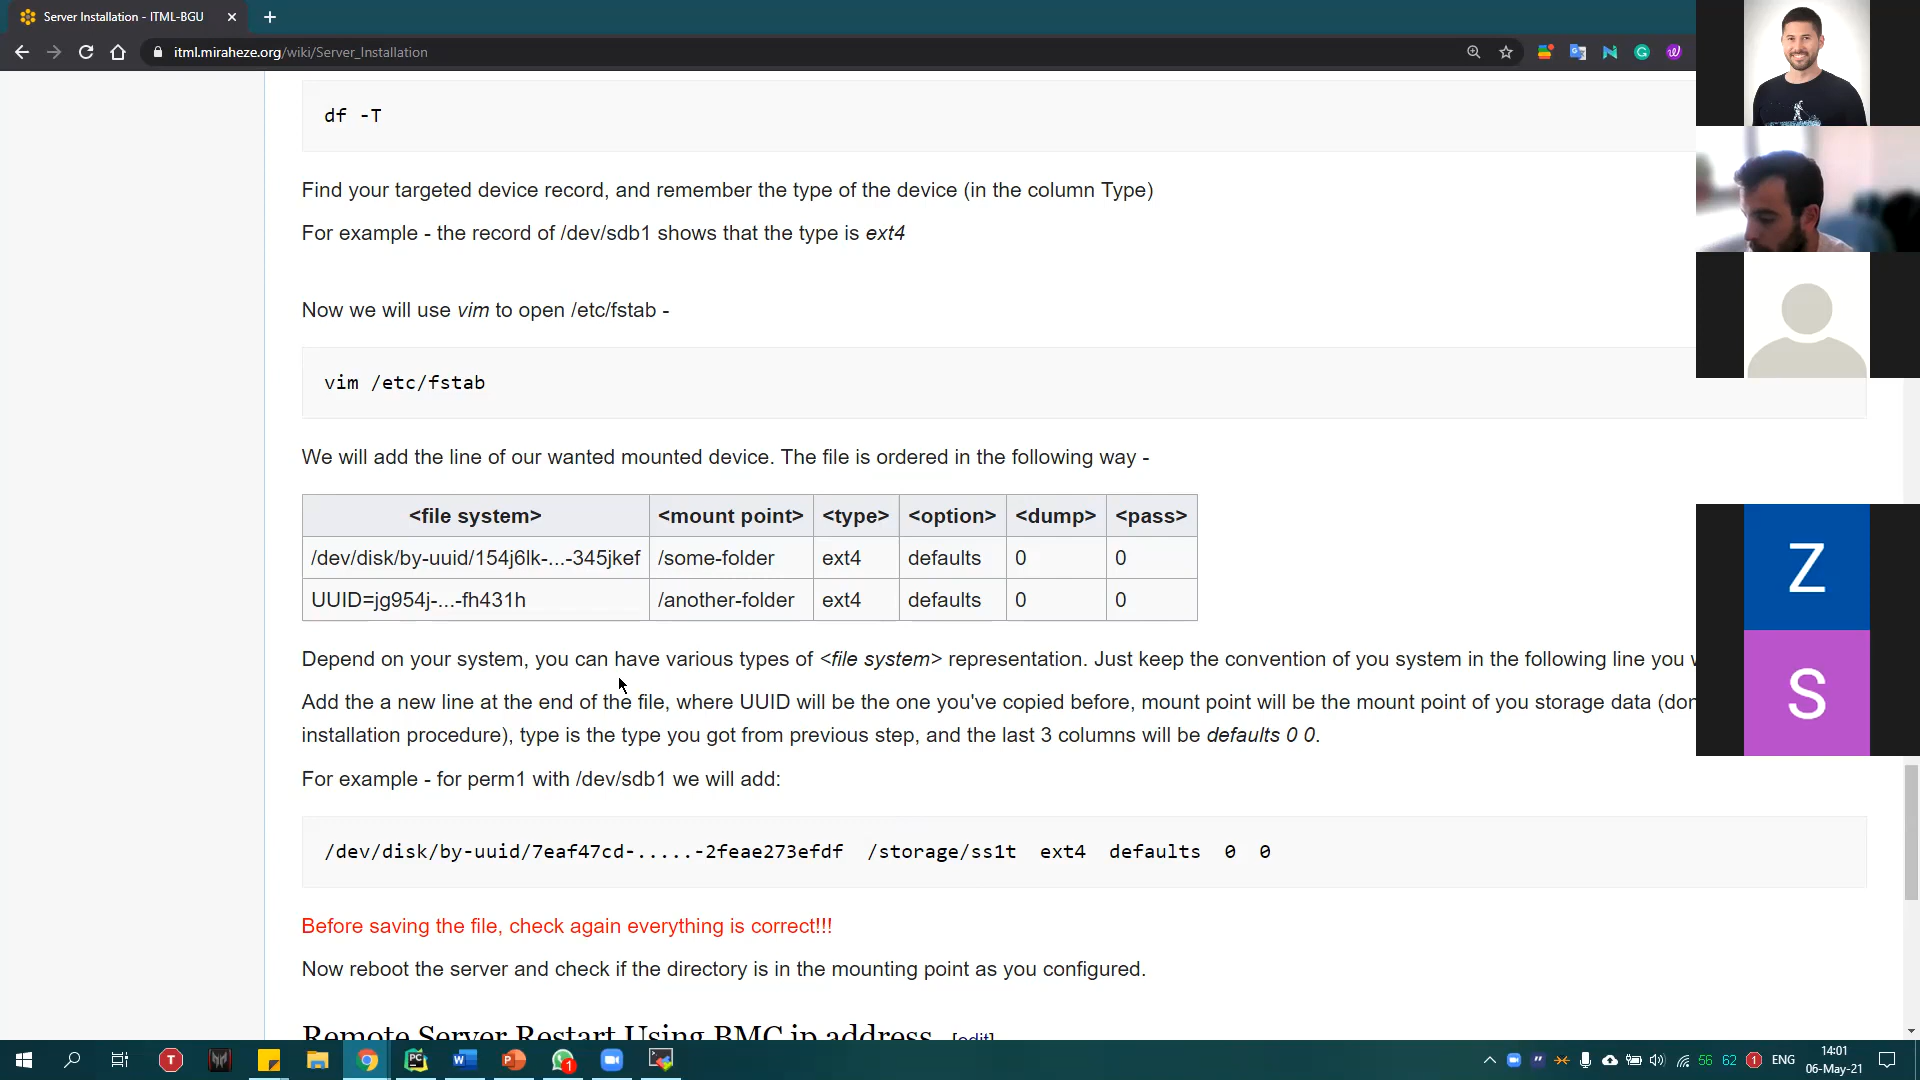 Server Installation - ITML-BGU
itml.miraheze.org/wiki/Server_Installation
df -T
Find your targeted device record, and remember the type of the device (in the column Type)
For example - the record of /dev/sdb1 shows that the type is ext4
Now we will use vim to open /etc/fstab -
vim /etc/fstab
We will add the line of our wanted mounted device. The file is ordered in the following way -
<file system> <mount point> <type> <option> <dump> <pass>
/dev/disk/by-uuid/154j6lk-...-345jkef /some-folder ext4 defaults 0 0
UUID=jg954j-...-fh431h /another-folder ext4 defaults 0 0
Depend on your system, you can have various types of <file system> representation. Just keep the convention of you system in the following line you
Add the a new line at the end of the file, where UUID will be the one you've copied before, mount point will be the mount point of you storage data
installation procedure), type is the type you got from previous step, and the last 3 columns will be defaults 0 0.
For example - for perm1 with /dev/sdb1 we will add:
/dev/disk/by-uuid/7eaf47cd-.....-2feae273efdf /storage/ss1t ext4 defaults 0 0
Before saving the file, check again everything is correct!!!
Now reboot the server and check if the directory is in the mounting point as you configured.
Remote Server Restart Using BMC ip address [edit]
Z
S
56 62 1 ENG
14:01
06-May-21